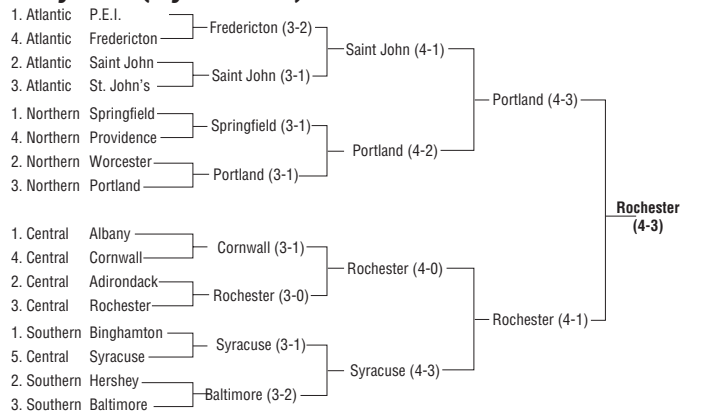 1. Atlantic P.E.I.
4. Atlantic Fredericton
2. Atlantic Saint John
3. Atlantic St. John's
1. Northern Springfield
4. Northern Providence
2. Northern Worcester
3. Northern Portland
1. Central Albany
4. Central Cornwall
2. Central Adirondack
3. Central Rochester
1. Southern Binghamton
5. Central Syracuse
2. Southern Hershey
3. Southern Baltimore
Fredericton (3-2)
Saint John (3-1)
Springfield (3-1)
Portland (3-1)
Cornwall (3-1)
Rochester (3-0)
Syracuse (3-1)
Baltimore (3-2)
Saint John (4-1)
Portland (4-2)
Rochester (4-0)
Syracuse (4-3)
Portland (4-3)
Rochester (4-1)
Rochester
(4-3)